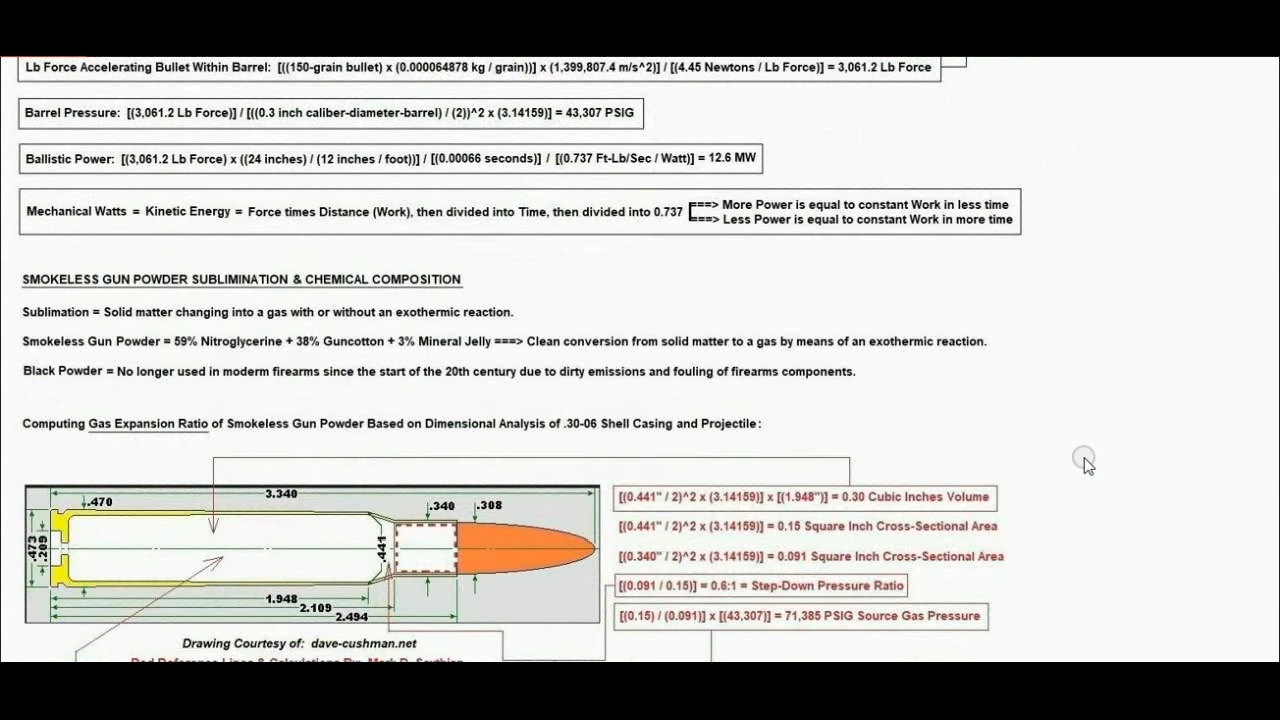 Lb Force Accelerating Bullet Within Barrel: [((150-grain bullet) x (0.000064878 kg / grain))] x (1,399,807.4 m/s^2)] / [(4.45 Newtons / Lb Force)] = 3,061.2 Lb Force
Barrel Pressure: [(3,061.2 Lb Force)] / [((0.3 inch caliber-diameter-barrel) / (2))^2 x (3.14159)] = 43,307 PSIG
Ballistic Power: [(3,061.2 Lb Force) x ((24 inches) / (12 inches / foot))] / [(0.00066 seconds)] / [(0.737 Ft-Lb/Sec / Watt)] = 12.6 MW
Mechanical Watts = Kinetic Energy = Force times Distance (Work), then divided into Time, then divided into 0.737
===> More Power is equal to constant Work in less time
===> Less Power is equal to constant Work in more time
SMOKELESS GUN POWDER SUBLIMINATION & CHEMICAL COMPOSITION
Sublimation = Solid matter changing into a gas with or without an exothermic reaction.
Smokeless Gun Powder = 59% Nitroglycerine + 38% Guncotton + 3% Mineral Jelly ===> Clean conversion from solid matter to a gas by means of an exothermic reaction.
Black Powder = No longer used in moderm firearms since the start of the 20th century due to dirty emissions and fouling of firearms components.
Computing Gas Expansion Ratio of Smokeless Gun Powder Based on Dimensional Analysis of .30-06 Shell Casing and Projectile:
3.340
.470
.340
.308
.473
.209
.441
1.948
2.109
2.494
[(0.441" / 2)^2 x (3.14159)] x [(1.948")] = 0.30 Cubic Inches Volume
[(0.441" / 2)^2 x (3.14159)] = 0.15 Square Inch Cross-Sectional Area
[(0.340" / 2)^2 x (3.14159)] = 0.091 Square Inch Cross-Sectional Area
[(0.091 / 0.15)] = 0.6:1 = Step-Down Pressure Ratio
[(0.15) / (0.091)] x [(43,307)] = 71,385 PSIG Source Gas Pressure
Drawing Courtesy of: dave-cushman.net
Red Reference Lines & Calculations By: Mark D.